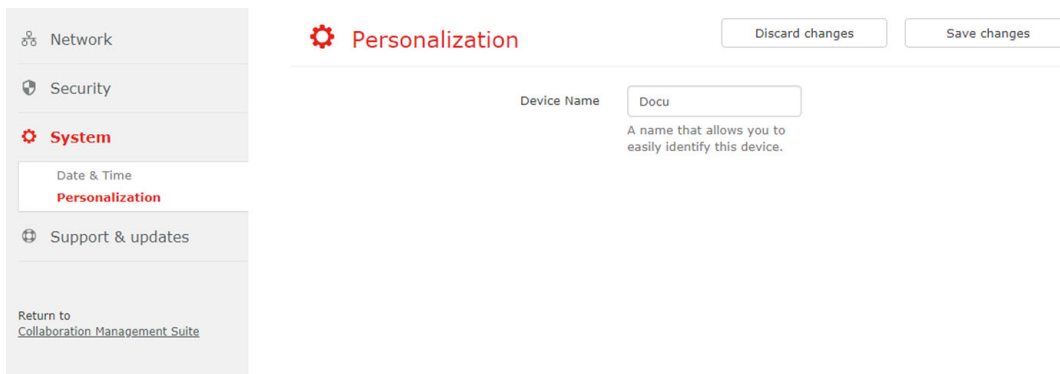 Network
Security
System
Date & Time
Personalization
Support & updates
Return to
Collaboration Management Suite
Personalization
Discard changes
Save changes
Device Name
Docu
A name that allows you to
easily identify this device.